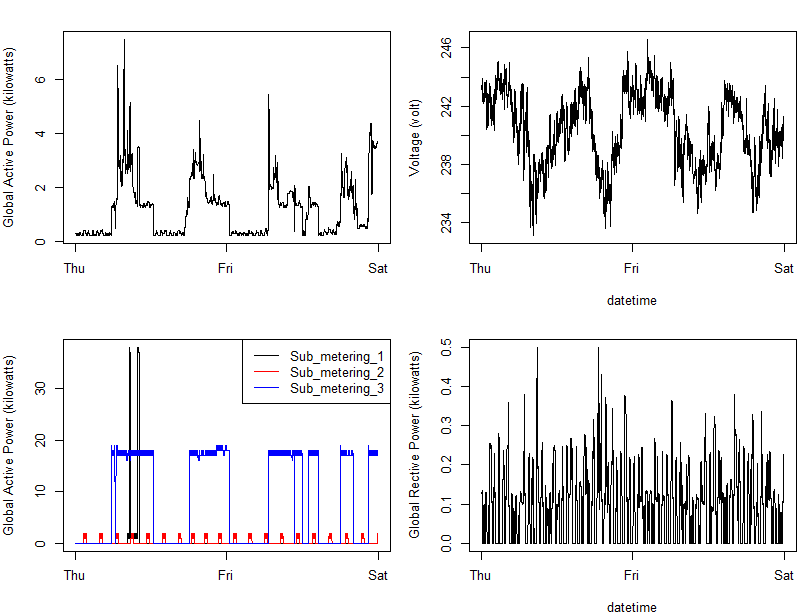 Global Active Power (kilowatts)
0 2 4 6
Thu Fri Sat
Voltage (volt)
234 238 242 246
Thu Fri Sat
datetime
Global Active Power (kilowatts)
0 10 20 30
Sub_metering_1
Sub_metering_2
Sub_metering_3
Thu Fri Sat
Global Rective Power (kilowatts)
0.0 0.1 0.2 0.3 0.4 0.5
Thu Fri Sat
datetime